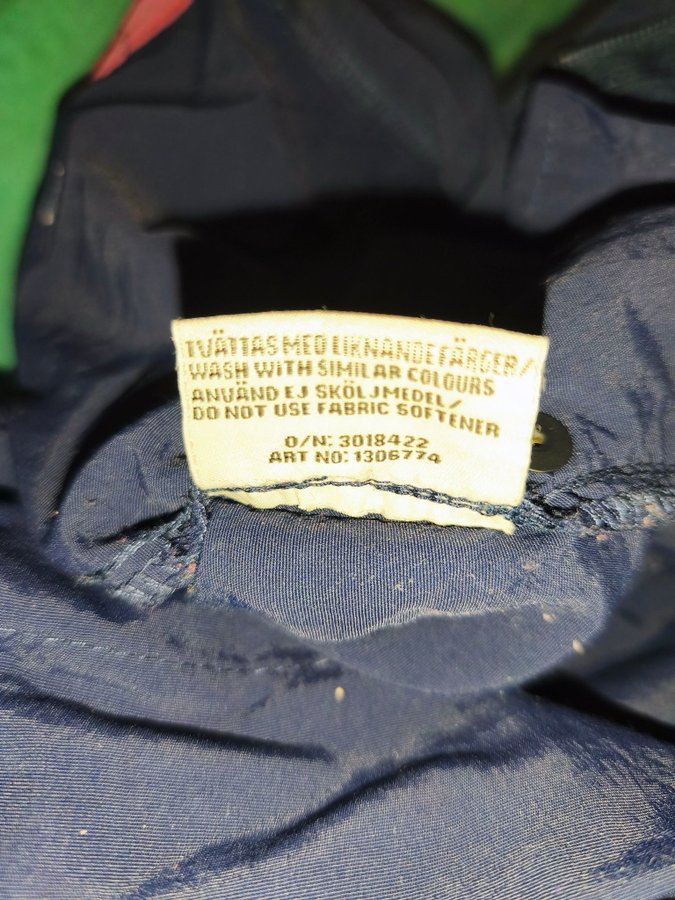 TVÄTTAS MED LIKNANDE FÄRGER/
WASH WITH SIMILAR COLOURS
ANVÄND EJ SKÖLJMEDEL/
DO NOT USE FABRIC SOFTENER
O/N: 3018422
ART NO: 1306774